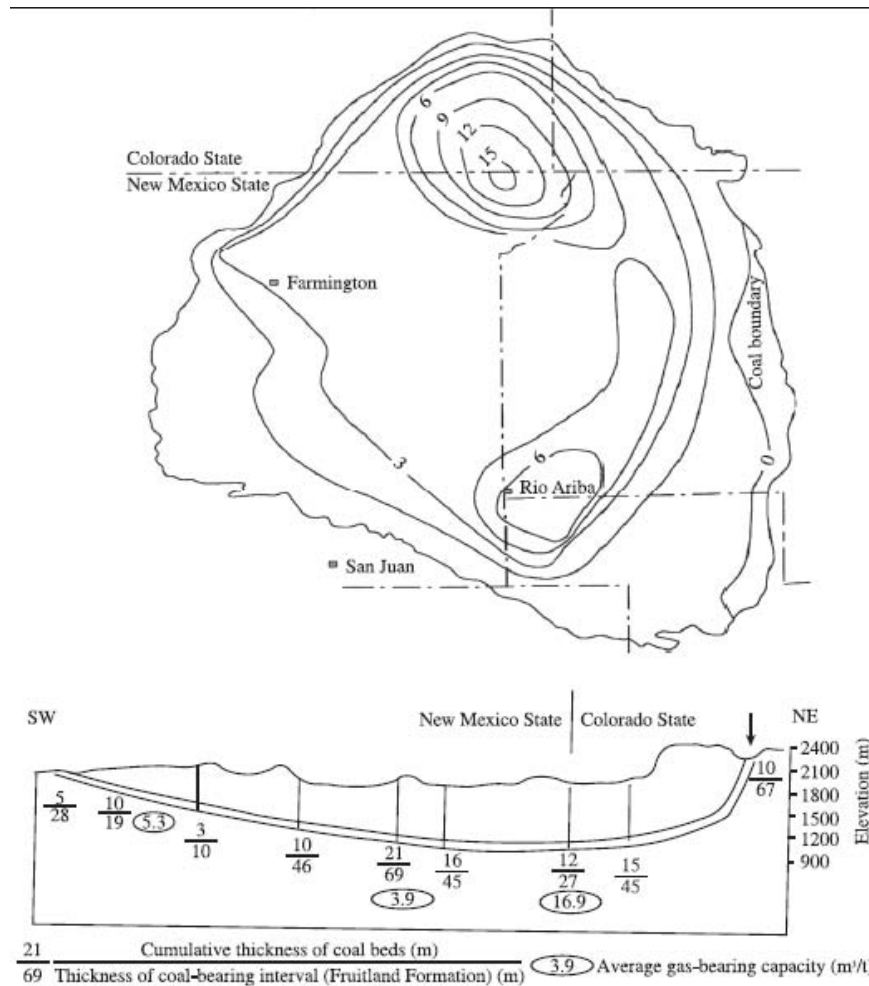 6
9
12
15
Colorado State
New Mexico State
Farmington
Coal boundary
3
6
0
Rio Ariba
San Juan
SW
New Mexico State
Colorado State
NE
2400 (m)
2100
1800
1500
1200
900
Elevation (m)
5
28
10
19
5.3
3
10
10
46
21
69
3.9
16
45
12
27
16.9
15
45
10
67
21 Cumulative thickness of coal beds (m)
69 Thickness of coal-bearing interval (Fruitland Formation) (m)
3.9 Average gas-bearing capacity (m³/t)